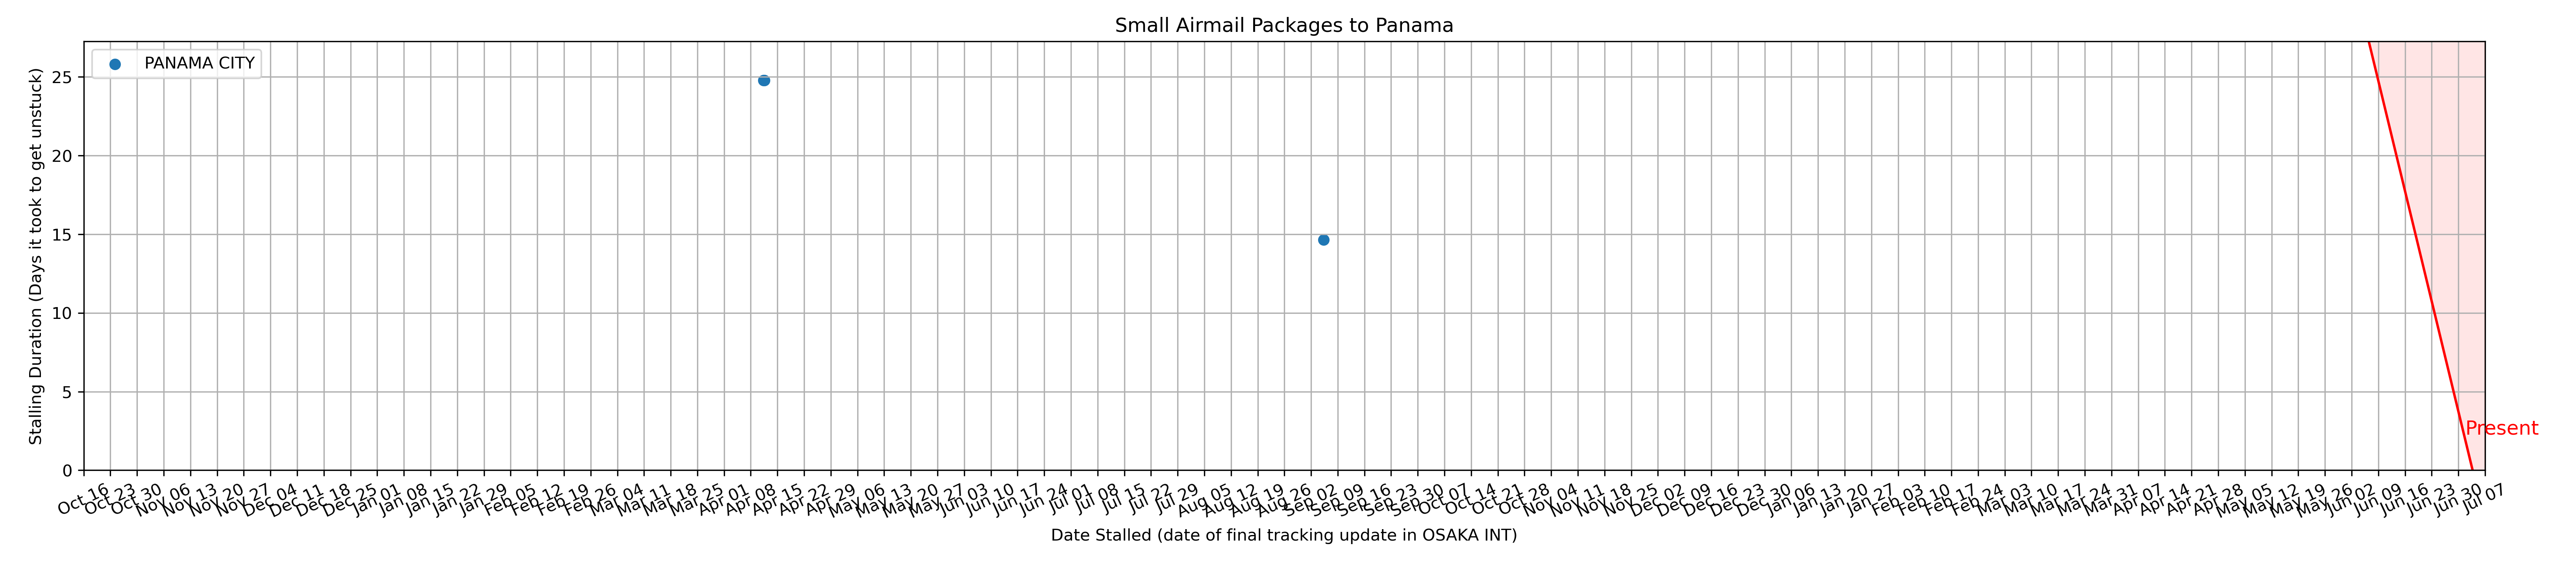 Small Airmail Packages to Panama
PANAMA CITY
25
20
15
10
5
0
Stalling Duration (Days it took to get unstuck)
Present
Oct 16
Oct 23
Oct 30
Nov 06
Nov 13
Nov 20
Nov 27
Dec 04
Dec 11
Dec 18
Dec 25
Jan 01
Jan 08
Jan 15
Jan 22
Jan 29
Feb 05
Feb 12
Feb 19
Feb 26
Mar 04
Mar 11
Mar 18
Mar 25
Apr 01
Apr 08
Apr 15
Apr 22
Apr 29
May 06
May 13
May 20
May 27
Jun 03
Jun 10
Jun 17
Jun 24
Jul 01
Jul 08
Jul 15
Jul 22
Jul 29
Aug 05
Aug 12
Aug 19
Aug 26
Sep 02
Sep 09
Sep 16
Sep 23
Sep 30
Oct 07
Oct 14
Oct 21
Oct 28
Nov 04
Nov 11
Nov 18
Nov 25
Dec 02
Dec 09
Dec 16
Dec 23
Dec 30
Jan 06
Jan 13
Jan 20
Jan 27
Feb 03
Feb 10
Feb 17
Feb 24
Mar 03
Mar 10
Mar 17
Mar 24
Mar 31
Apr 07
Apr 14
Apr 21
Apr 28
May 05
May 12
May 19
May 26
Jun 02
Jun 09
Jun 16
Jun 23
Jun 30
Jul 07
Date Stalled (date of final tracking update in OSAKA INT)